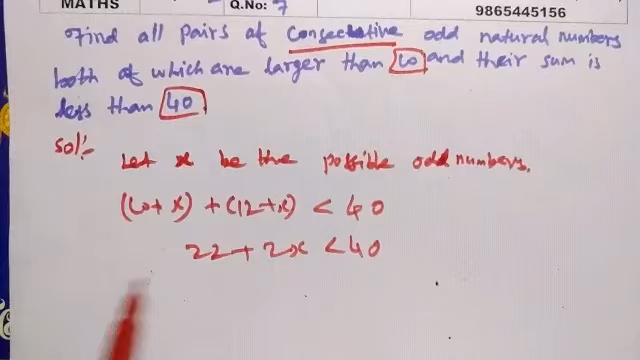 MATHS Q.No: 7 9865445156
Find all pairs of consecutive odd natural numbers
both of which are larger than 10 and their sum is
less than 40
Sol:-
Let x be the possible odd numbers.
(10+x) + (12+x) < 40
22+2x < 40